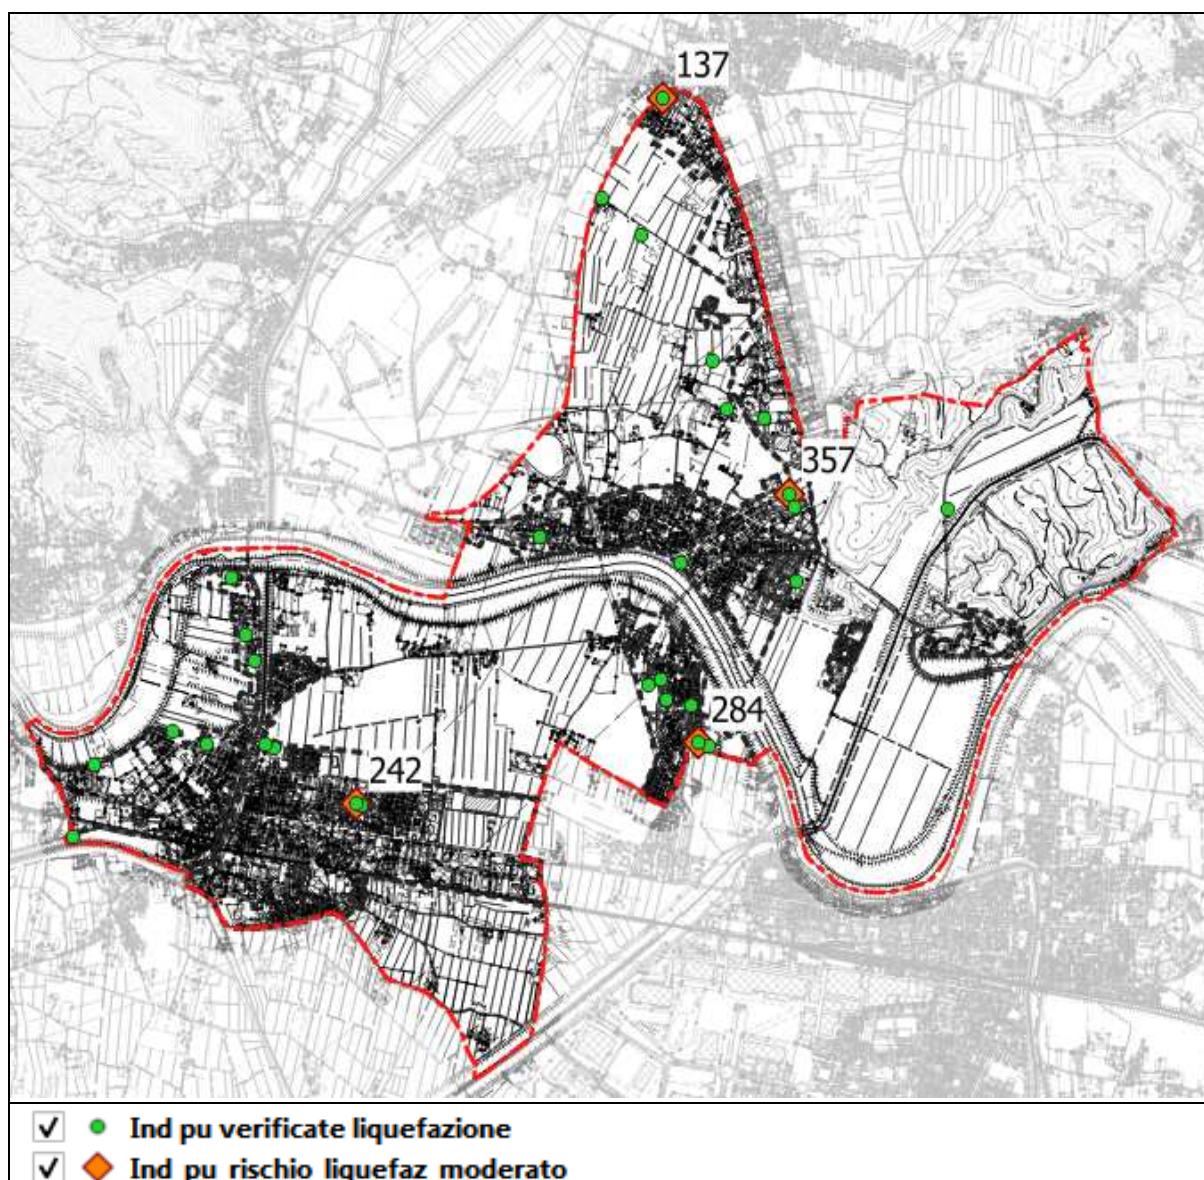 137
357
284
242
Ind pu verificate liquefazione
Ind pu rischio liquefaz moderato